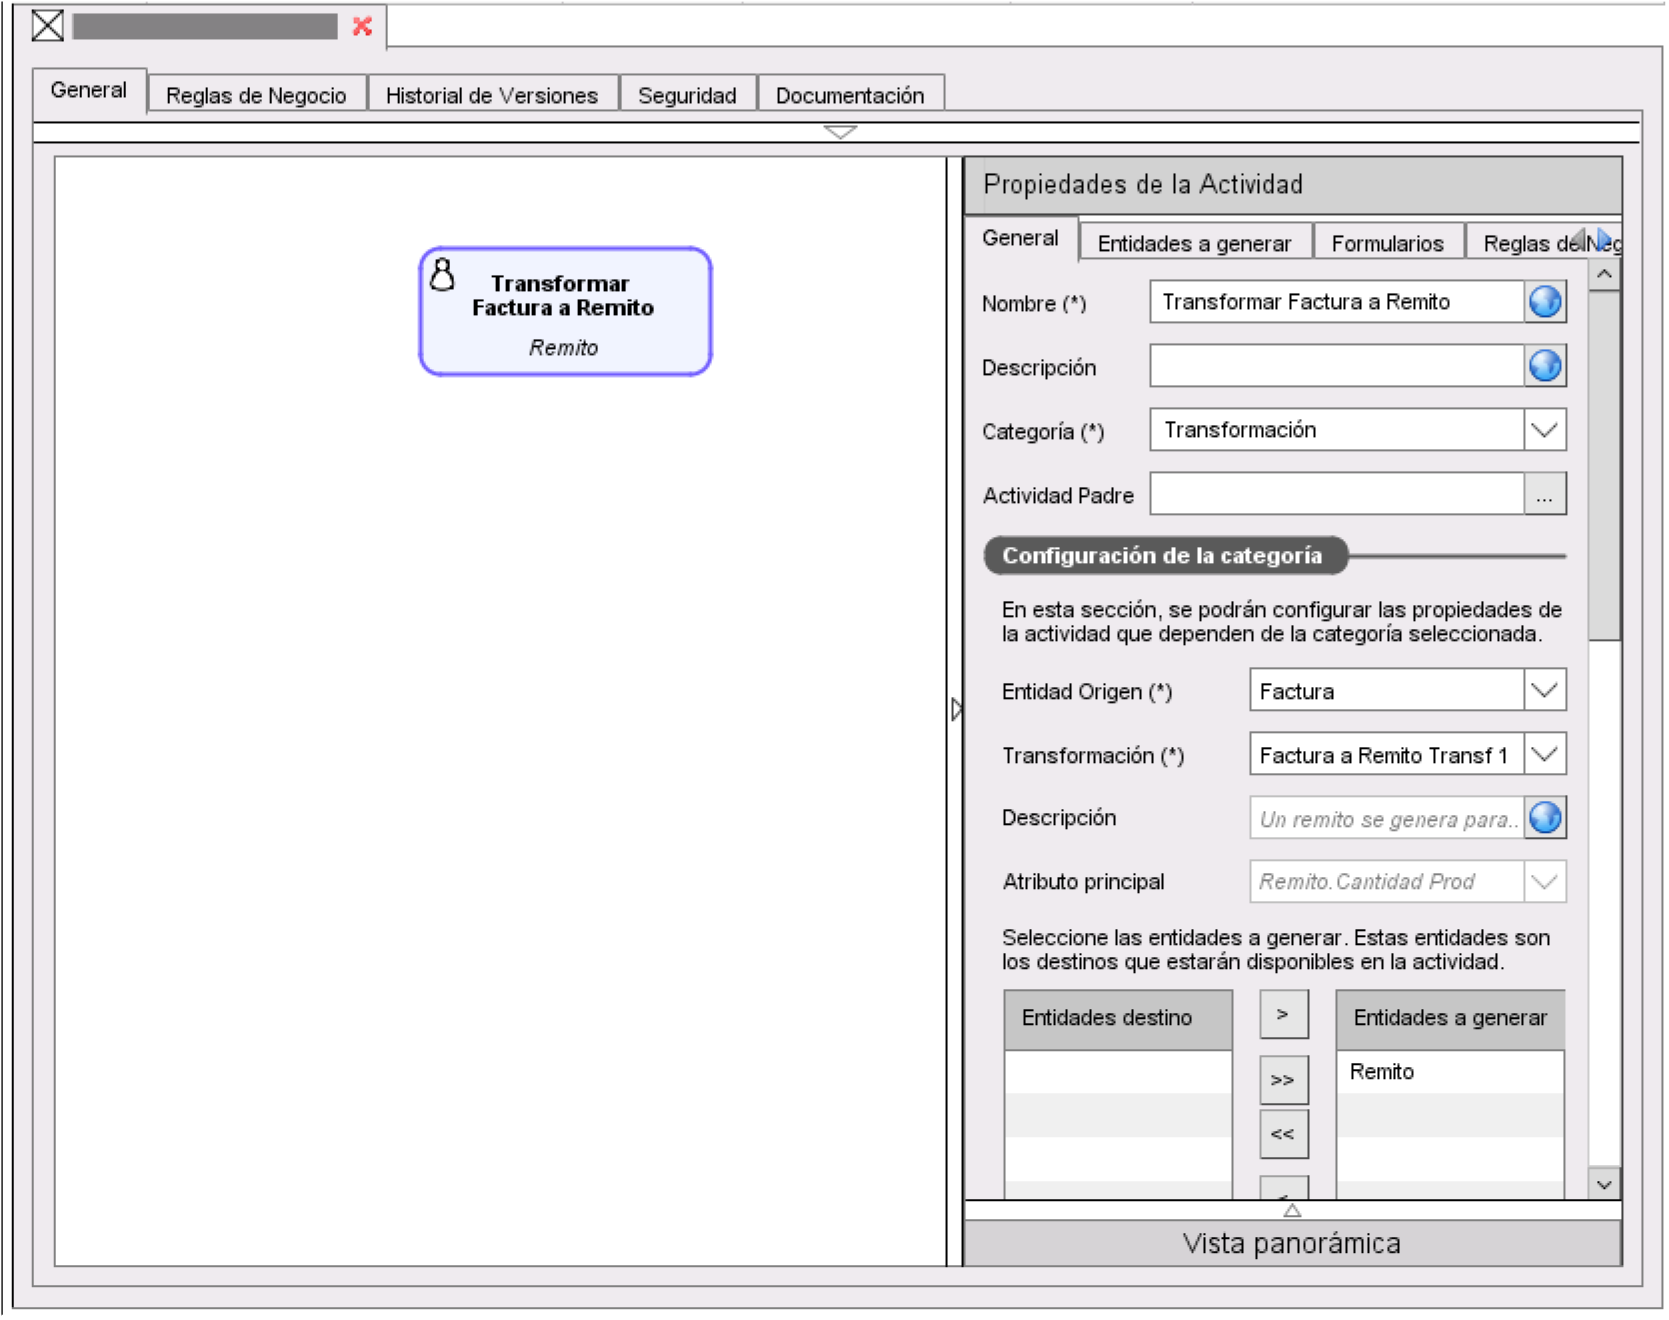 General
Reglas de Negocio
Historial de Versiones
Seguridad
Documentación
Transformar
Factura a Remito
Remito
Propiedades de la Actividad
General
Entidades a generar
Formularios
Reglas de Neg
Nombre (*)
Transformar Factura a Remito
Descripción
Categoría (*)
Transformación
Actividad Padre
...
Configuración de la categoría
En esta sección, se podrán configurar las propiedades de
la actividad que dependen de la categoría seleccionada.
Entidad Origen (*)
Factura
Transformación (*)
Factura a Remito Transf 1
Descripción
Un remito se genera para..
Atributo principal
Remito.Cantidad Prod
Seleccione las entidades a generar. Estas entidades son
los destinos que estarán disponibles en la actividad.
Entidades destino
>
Entidades a generar
Remito
>>
<<
<
Vista panorámica